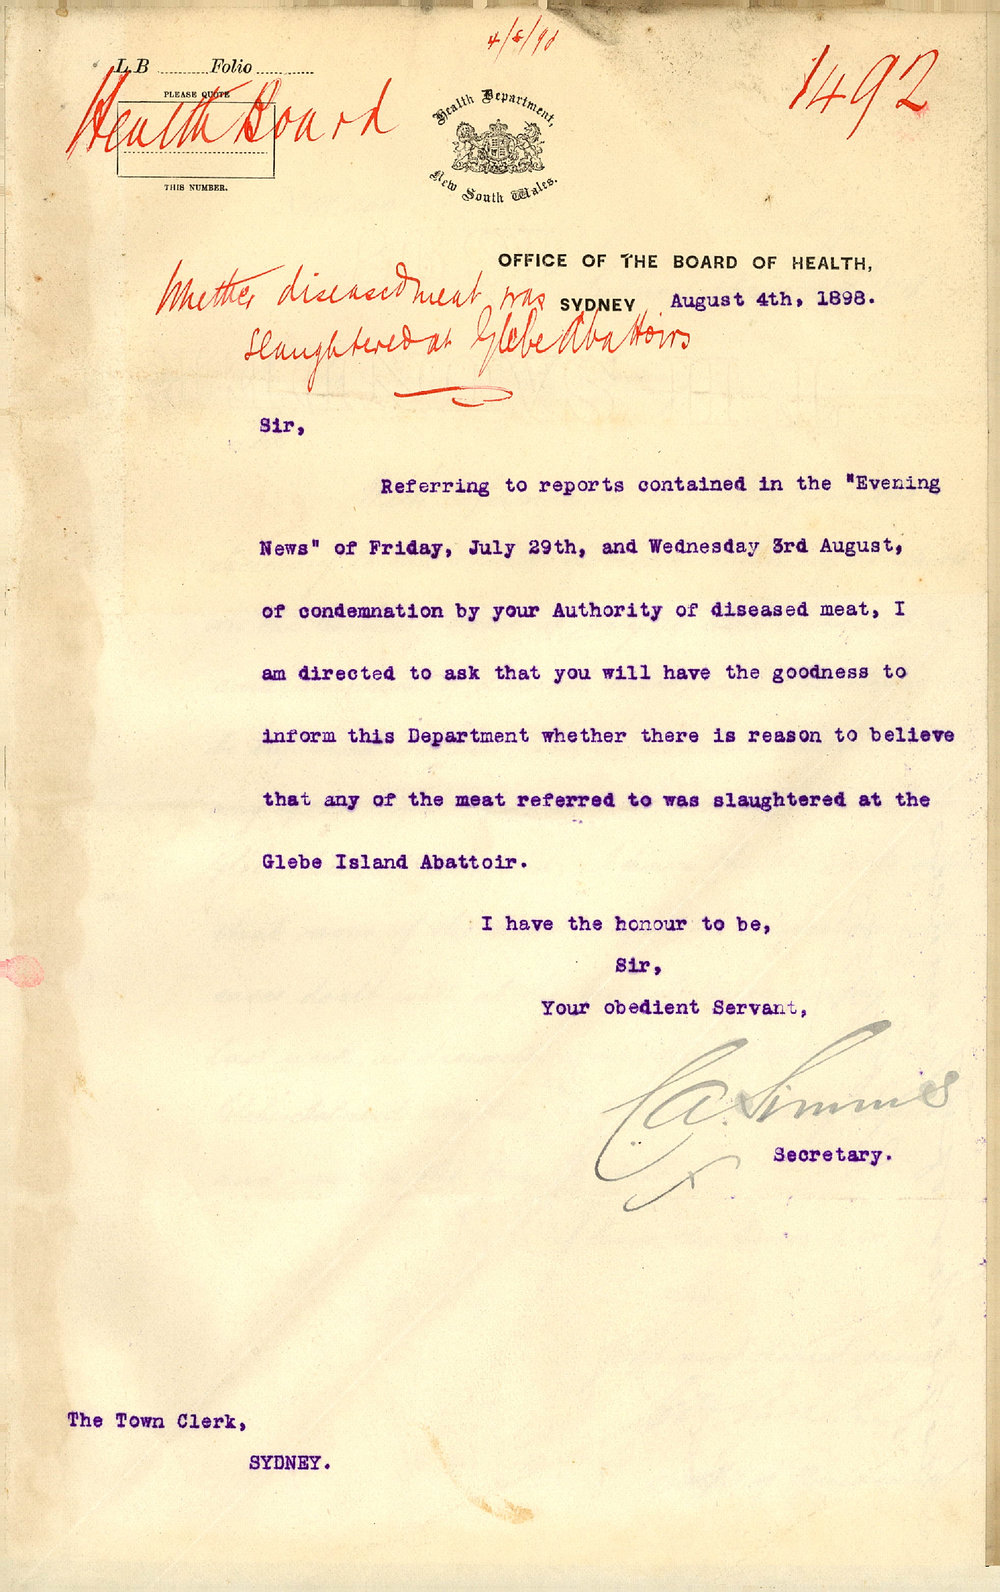 4/8/98
1492
L.B ......... Folio ............
PLEASE QUOTE
Health Board
THIS NUMBER.
Health Department,
New South Wales.
OFFICE OF THE BOARD OF HEALTH,
SYDNEY August 4th, 1898.
Whether diseased meat was
slaughtered at Glebe Abattoirs
Sir,
Referring to reports contained in the "Evening
News" of Friday, July 29th, and Wednesday 3rd August,
of condemnation by your Authority of diseased meat, I
am directed to ask that you will have the goodness to
inform this Department whether there is reason to believe
that any of the meat referred to was slaughtered at the
Glebe Island Abattoir.
I have the honour to be,
Sir,
Your obedient Servant,
C A. Simms
Secretary.
The Town Clerk,
SYDNEY.